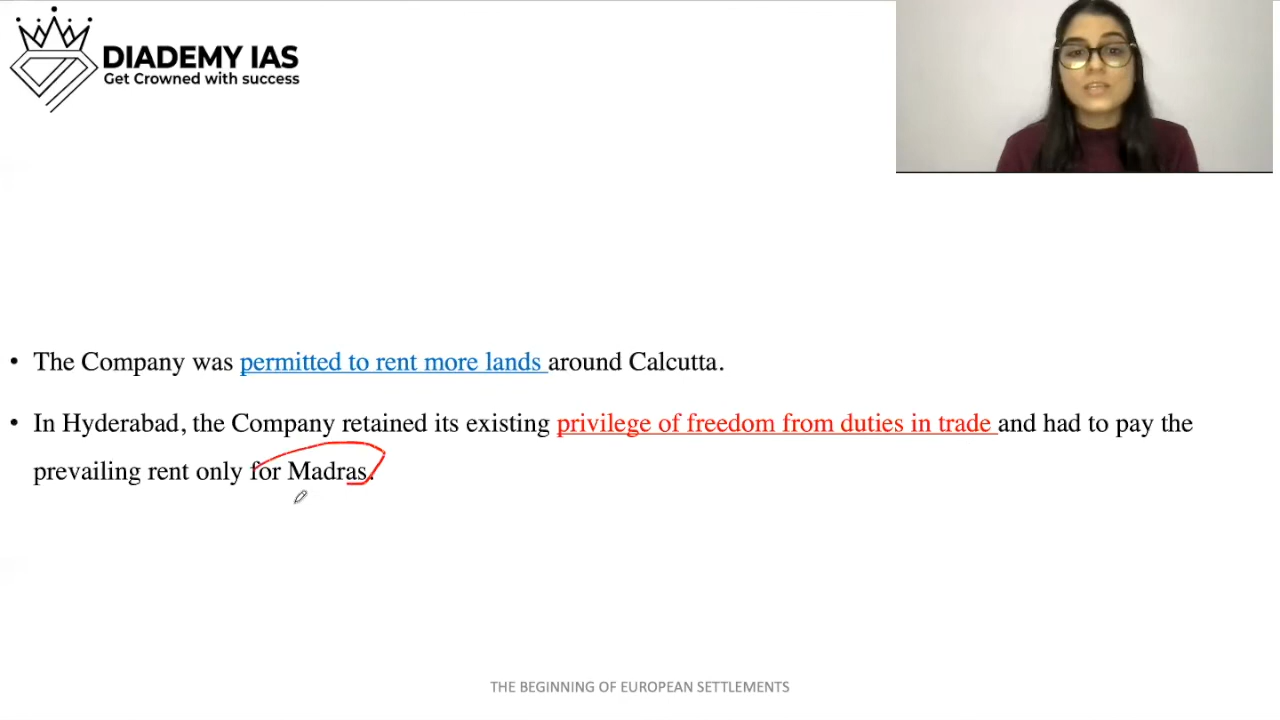 DIADEMY IAS
Get Crowned with success
• The Company was permitted to rent more lands around Calcutta.
• In Hyderabad, the Company retained its existing privilege of freedom from duties in trade and had to pay the
prevailing rent only for Madras.
THE BEGINNING OF EUROPEAN SETTLEMENTS